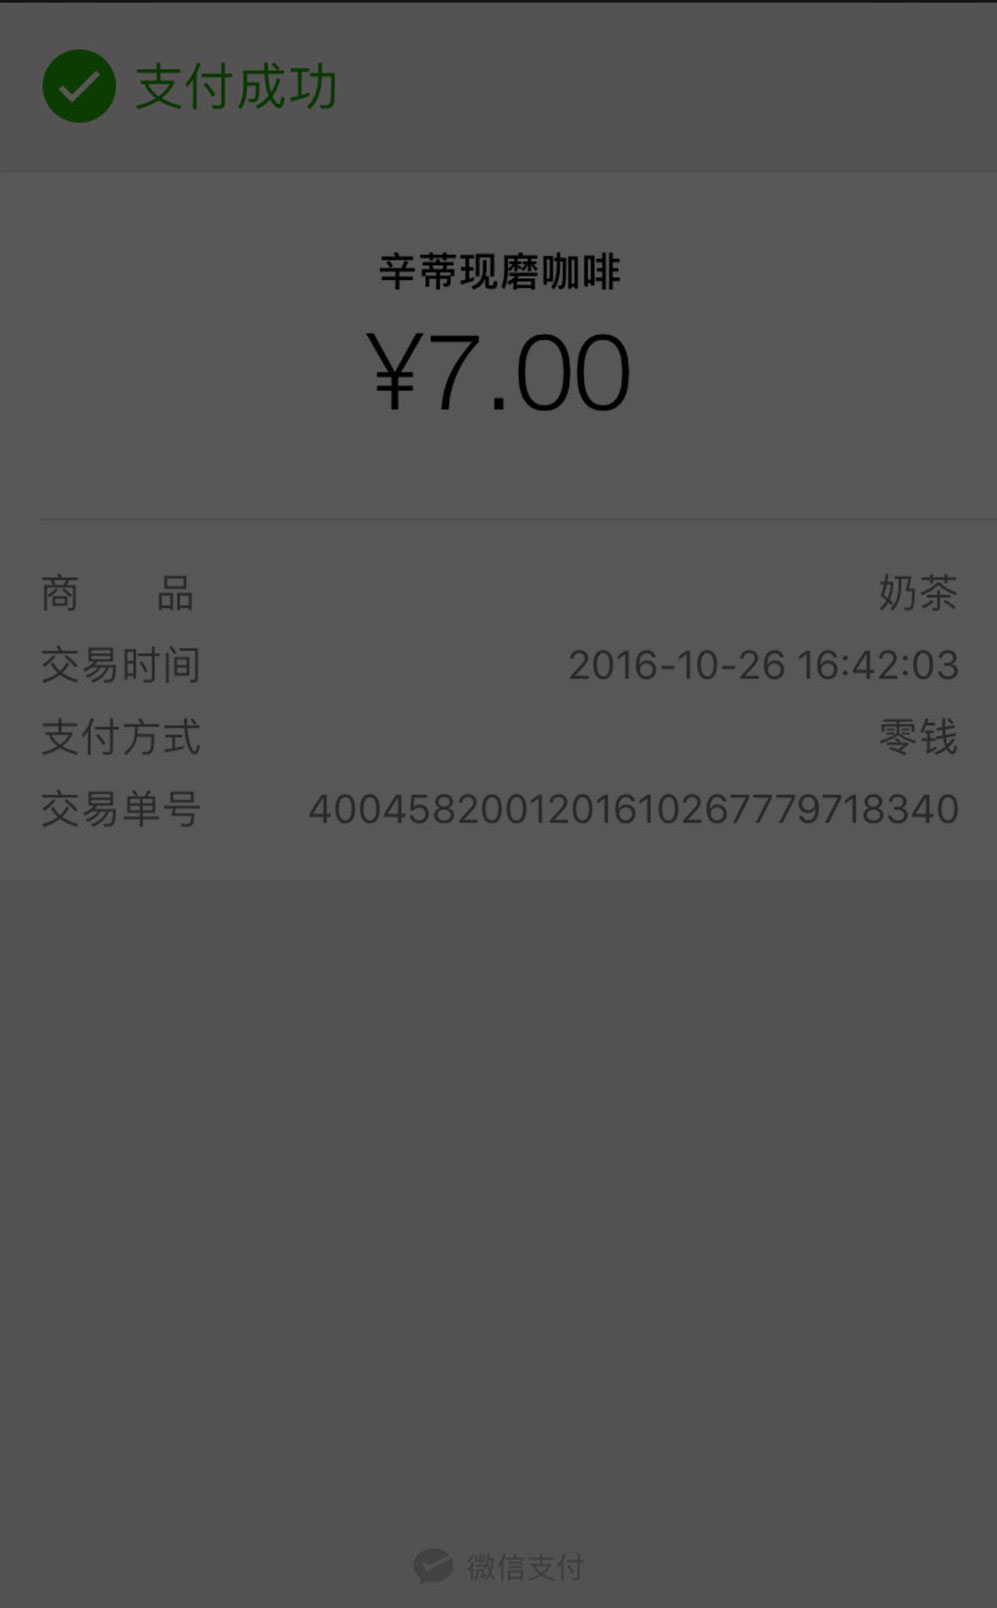 支付成功
辛蒂现磨咖啡
¥7.00
商 品 奶茶
交易时间 2016-10-26 16:42:03
支付方式 零钱
交易单号 4004582001201610267779718340
微信支付